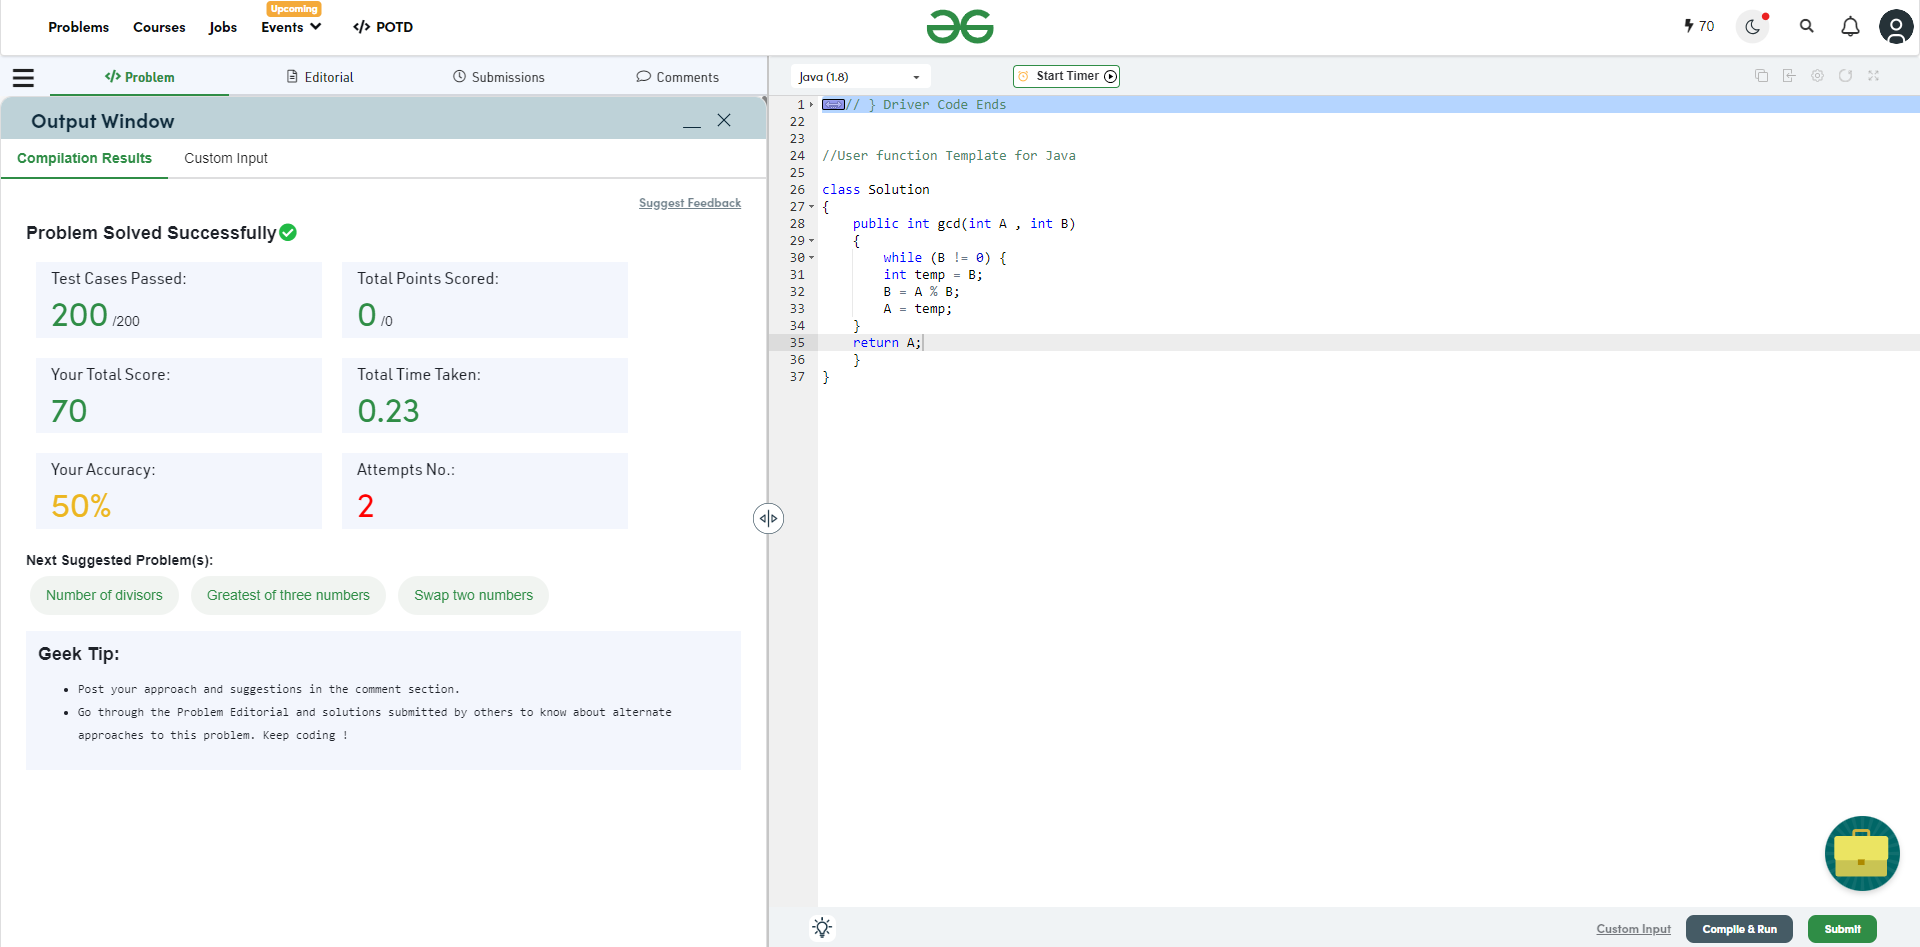 Upcoming
Problems Courses Jobs Events </> POTD
70
</> Problem Editorial Submissions Comments
Java (1.8) Start Timer
Output Window
Compilation Results Custom Input
Suggest Feedback
Problem Solved Successfully
Test Cases Passed: Total Points Scored:
200 /200 0 /0
Your Total Score: Total Time Taken:
70 0.23
Your Accuracy: Attempts No.:
50% 2
Next Suggested Problem(s):
Number of divisors Greatest of three numbers Swap two numbers
Geek Tip:
• Post your approach and suggestions in the comment section.
• Go through the Problem Editorial and solutions submitted by others to know about alternate
approaches to this problem. Keep coding !
1 // } Driver Code Ends
22
23
24 //User function Template for Java
25
26 class Solution
27 {
28 public int gcd(int A , int B)
29 {
30 while (B != 0) {
31 int temp = B;
32 B = A % B;
33 A = temp;
34 }
35 return A;
36 }
37 }
Custom Input Compile & Run Submit